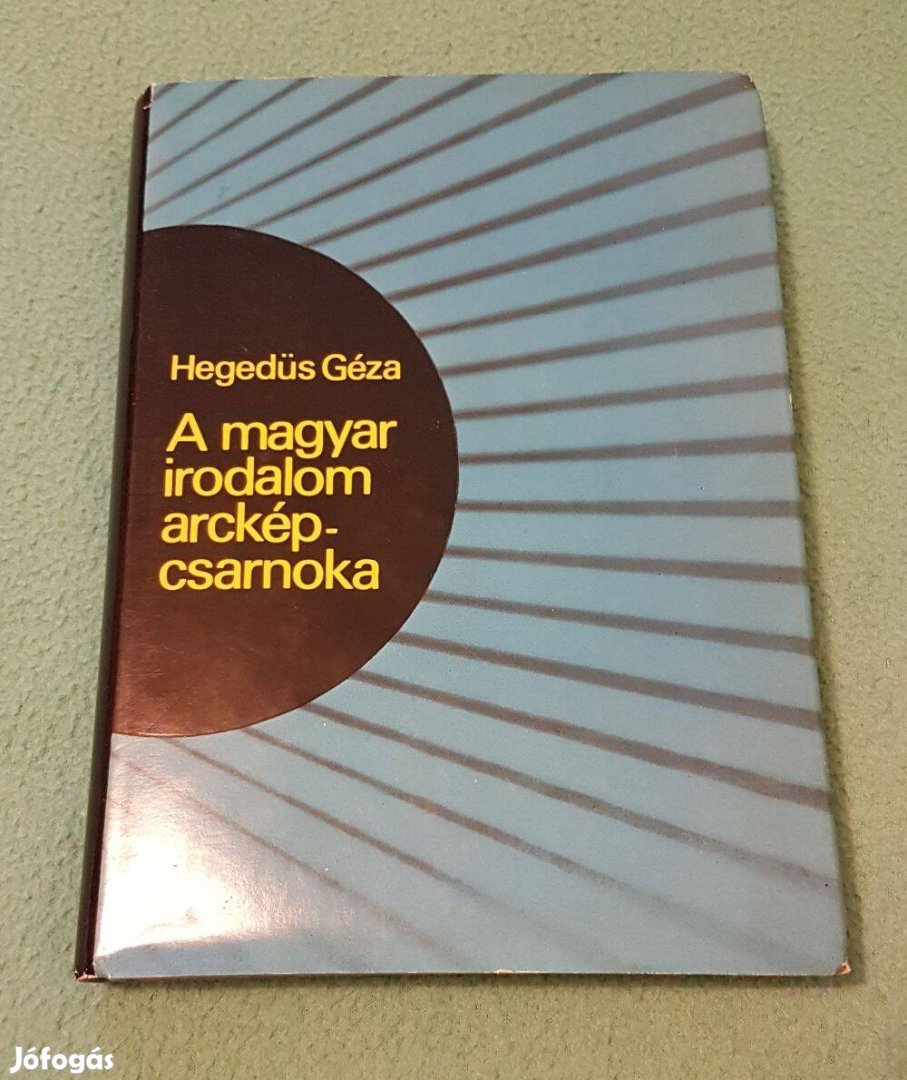 Hegedüs Géza
A magyar
irodalom
arckép-
csarnoka
Jófogás